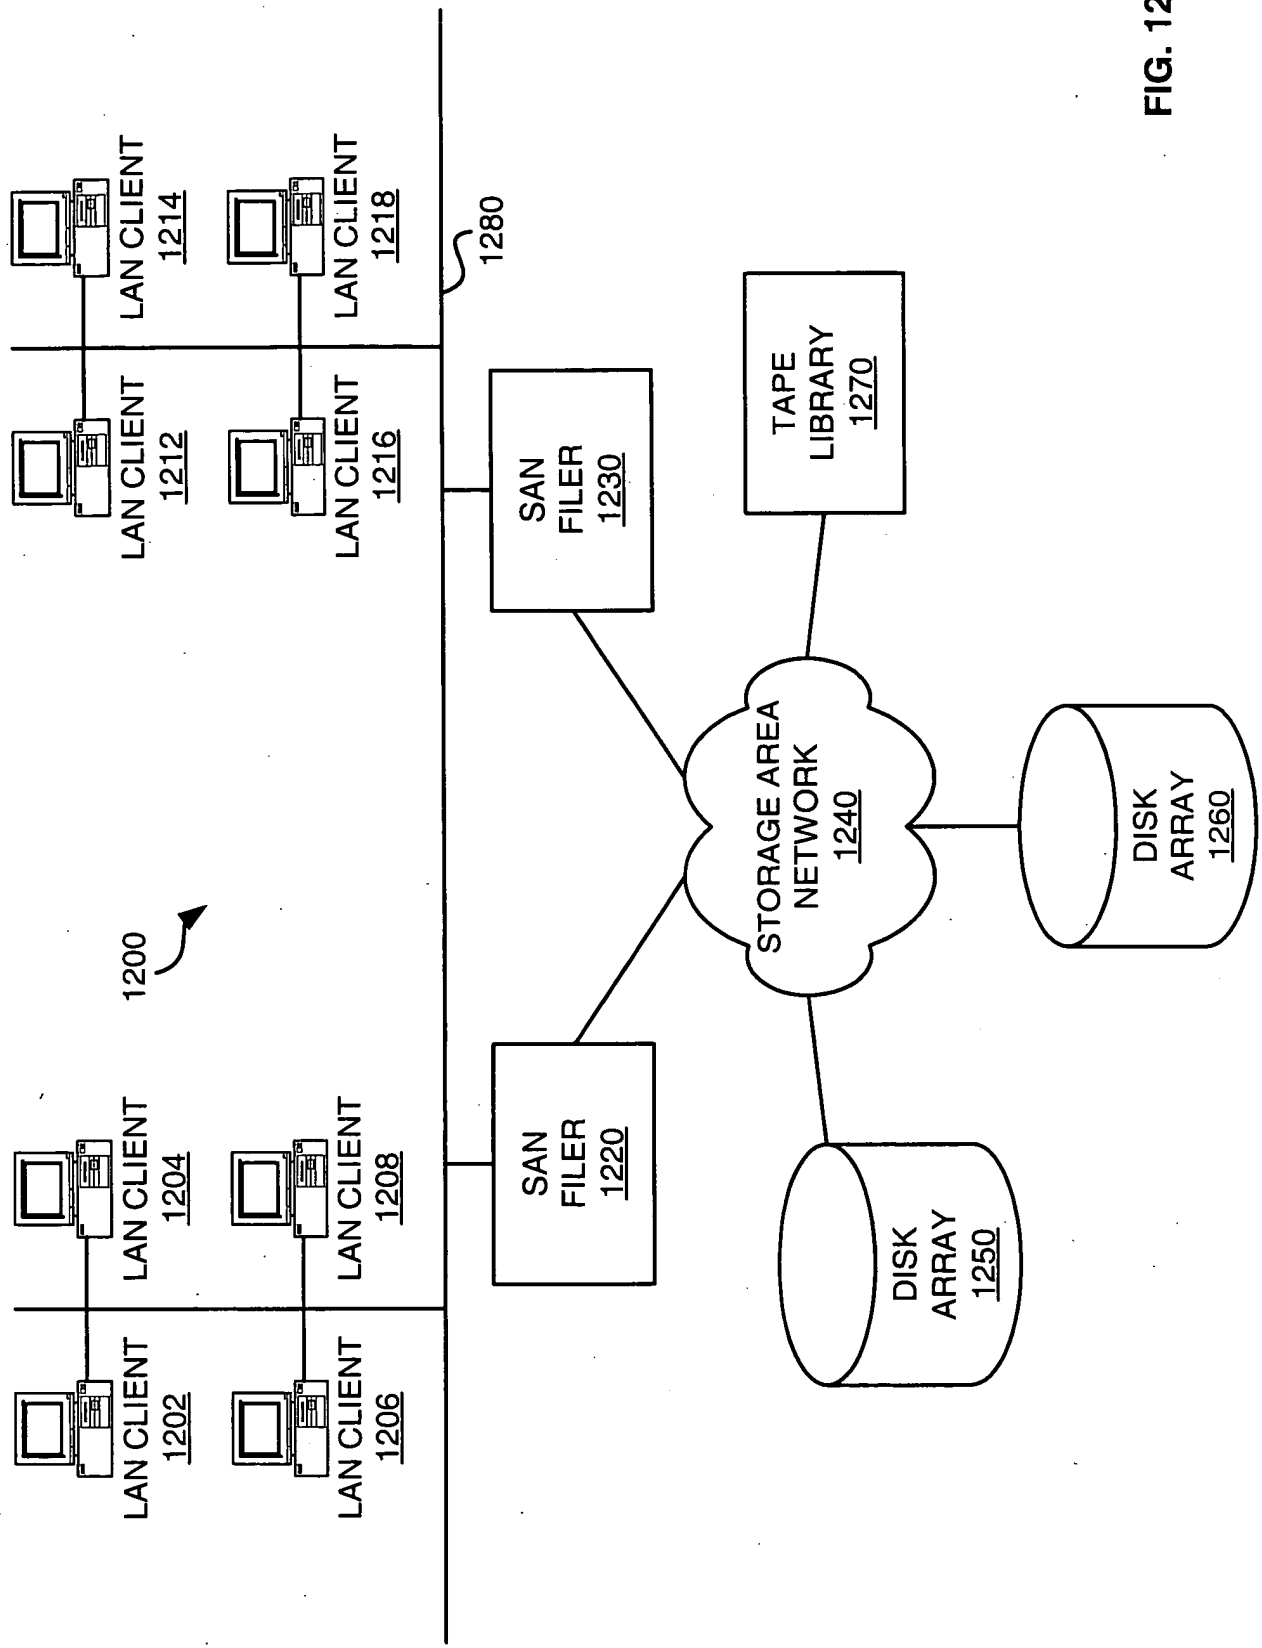 1200
LAN CLIENT
1202
LAN CLIENT
1204
LAN CLIENT
1212
LAN CLIENT
1214
LAN CLIENT
1206
LAN CLIENT
1208
LAN CLIENT
1216
LAN CLIENT
1218
1280
SAN
FILER
1220
SAN
FILER
1230
STORAGE AREA
NETWORK
1240
DISK
ARRAY
1250
TAPE
LIBRARY
1270
DISK
ARRAY
1260
FIG. 12